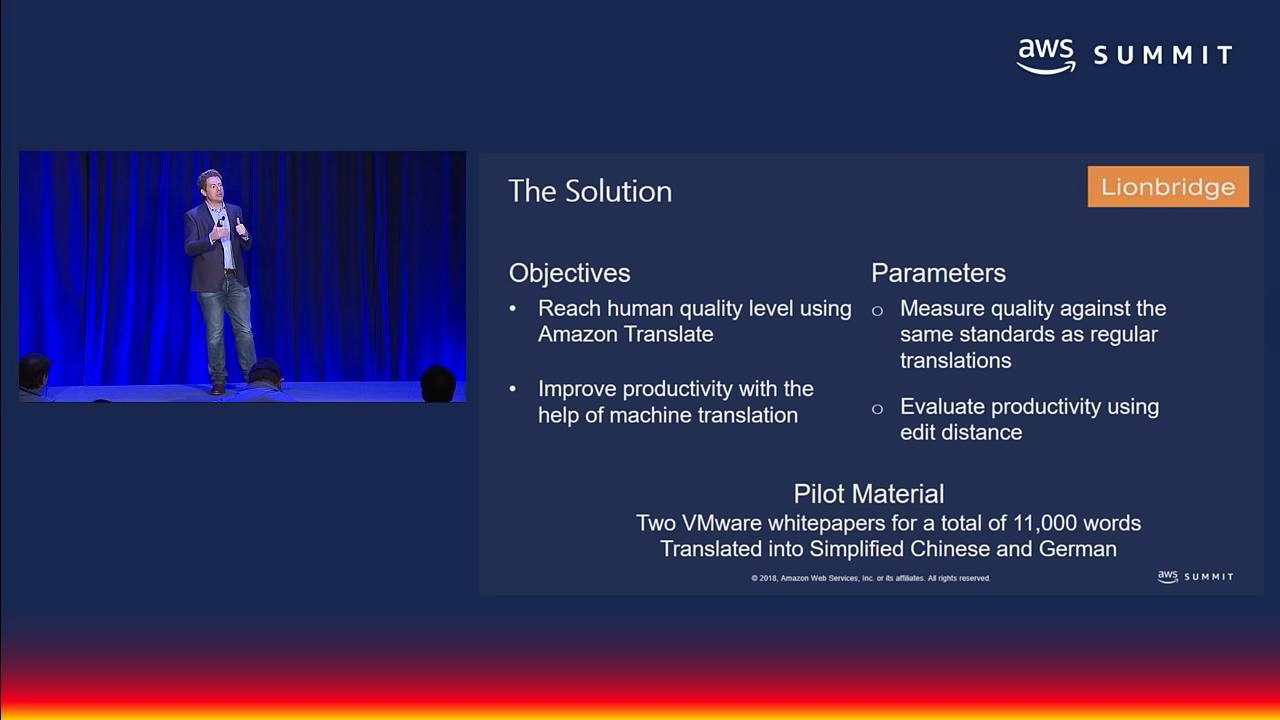 aws SUMMIT
The Solution
Lionbridge
Objectives
• Reach human quality level using
Amazon Translate
• Improve productivity with the
help of machine translation
Parameters
o Measure quality against the
same standards as regular
translations
o Evaluate productivity using
edit distance
Pilot Material
Two VMware whitepapers for a total of 11,000 words
Translated into Simplified Chinese and German
© 2018, Amazon Web Services, Inc. or its affiliates. All rights reserved.
aws SUMMIT